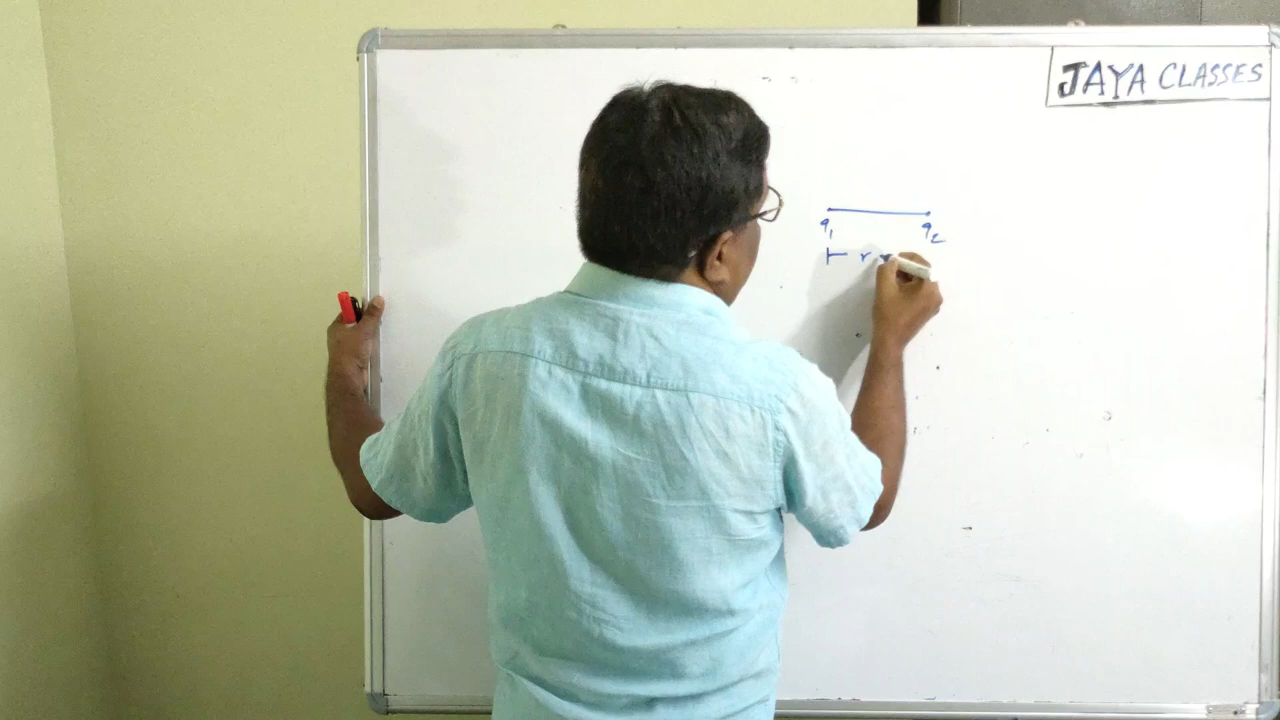 JAYA CLASSES
q₁ q₂
r